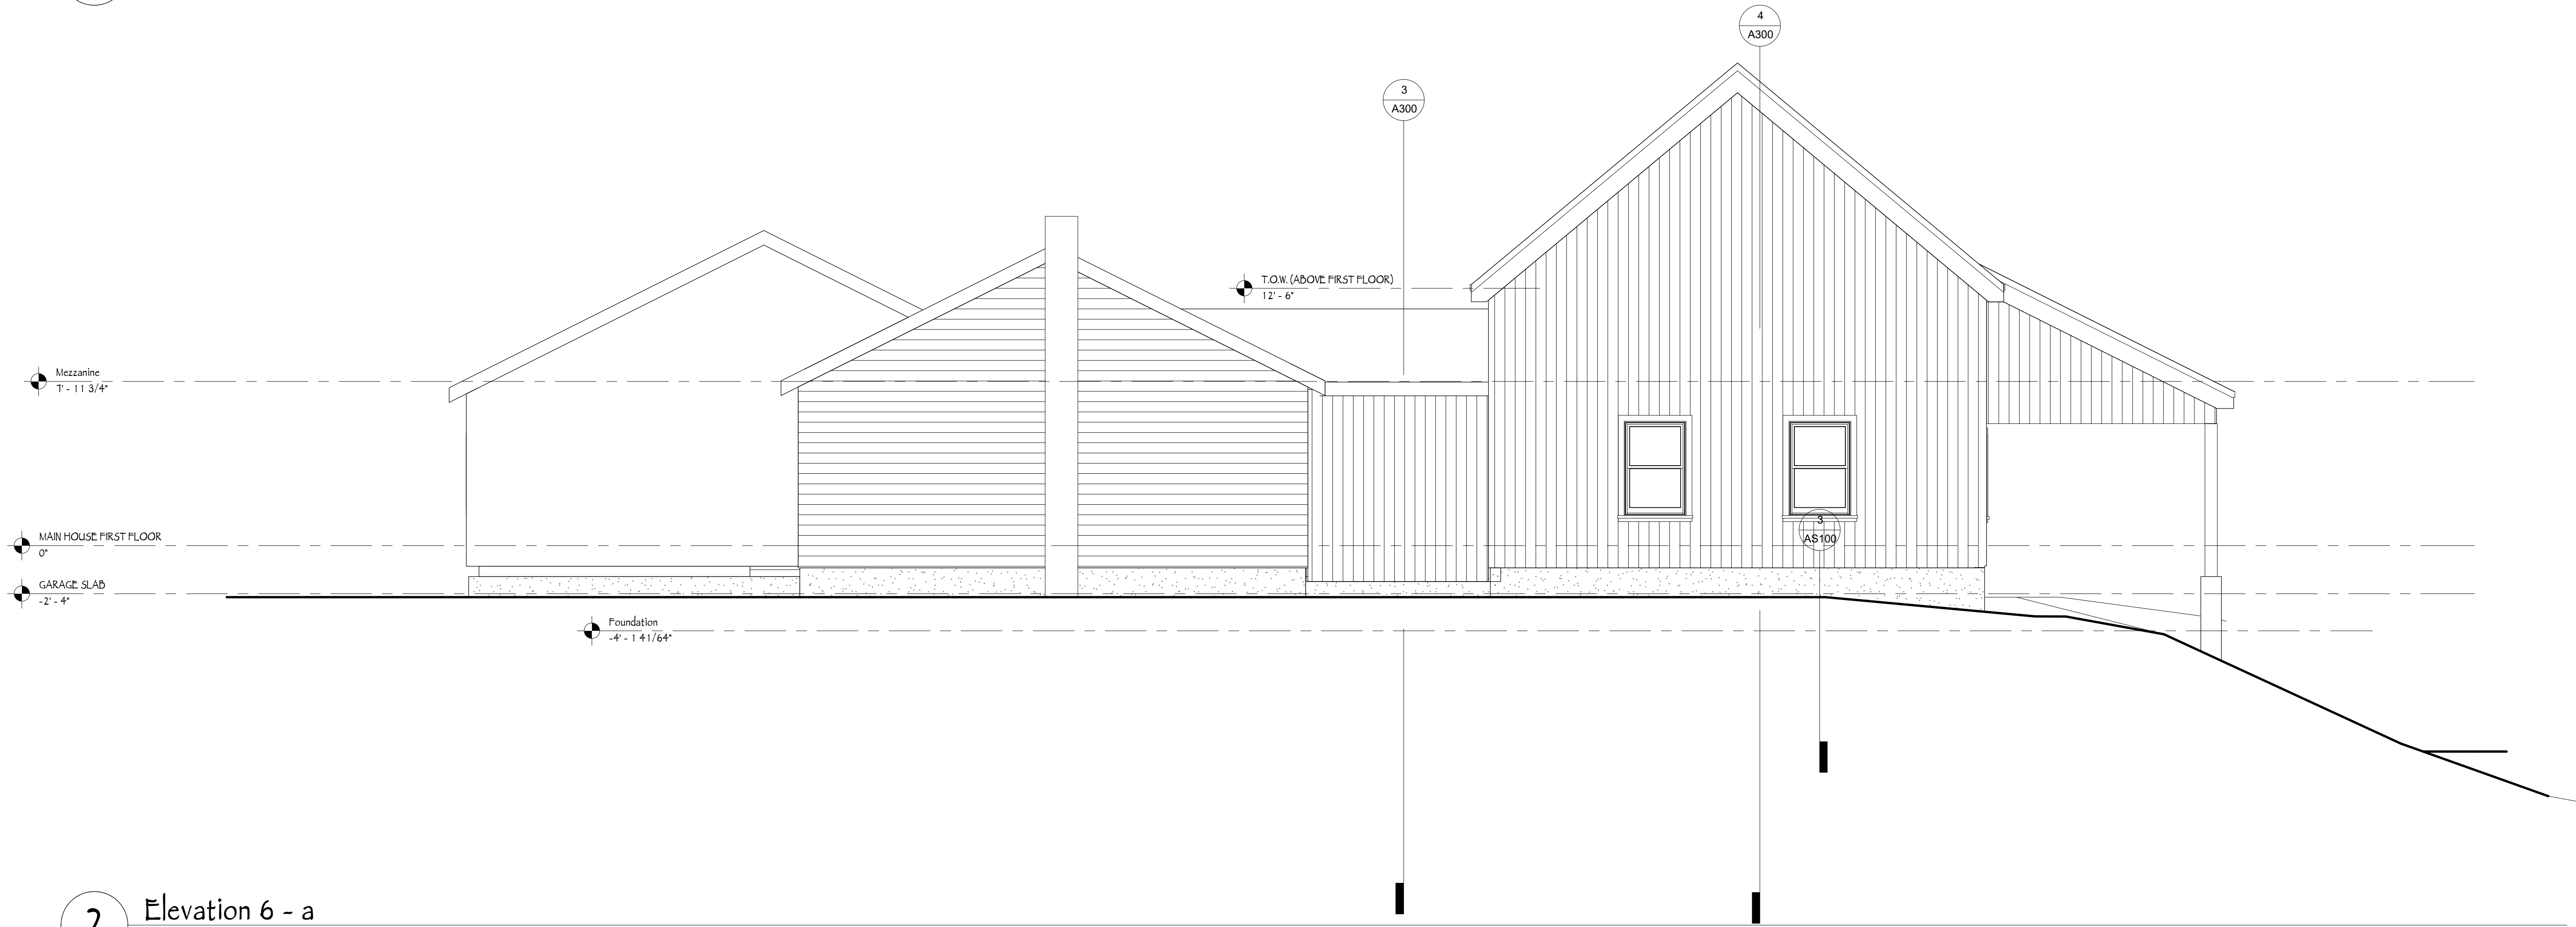 4
A300
3
A300
T.O.W. (ABOVE FIRST FLOOR)
12' - 6"
Mezzanine
7' - 11 3/4"
3
AS100
MAIN HOUSE FIRST FLOOR
0"
GARAGE SLAB
-2' - 4"
Foundation
-4' - 1 41/64"
2
Elevation 6 - a